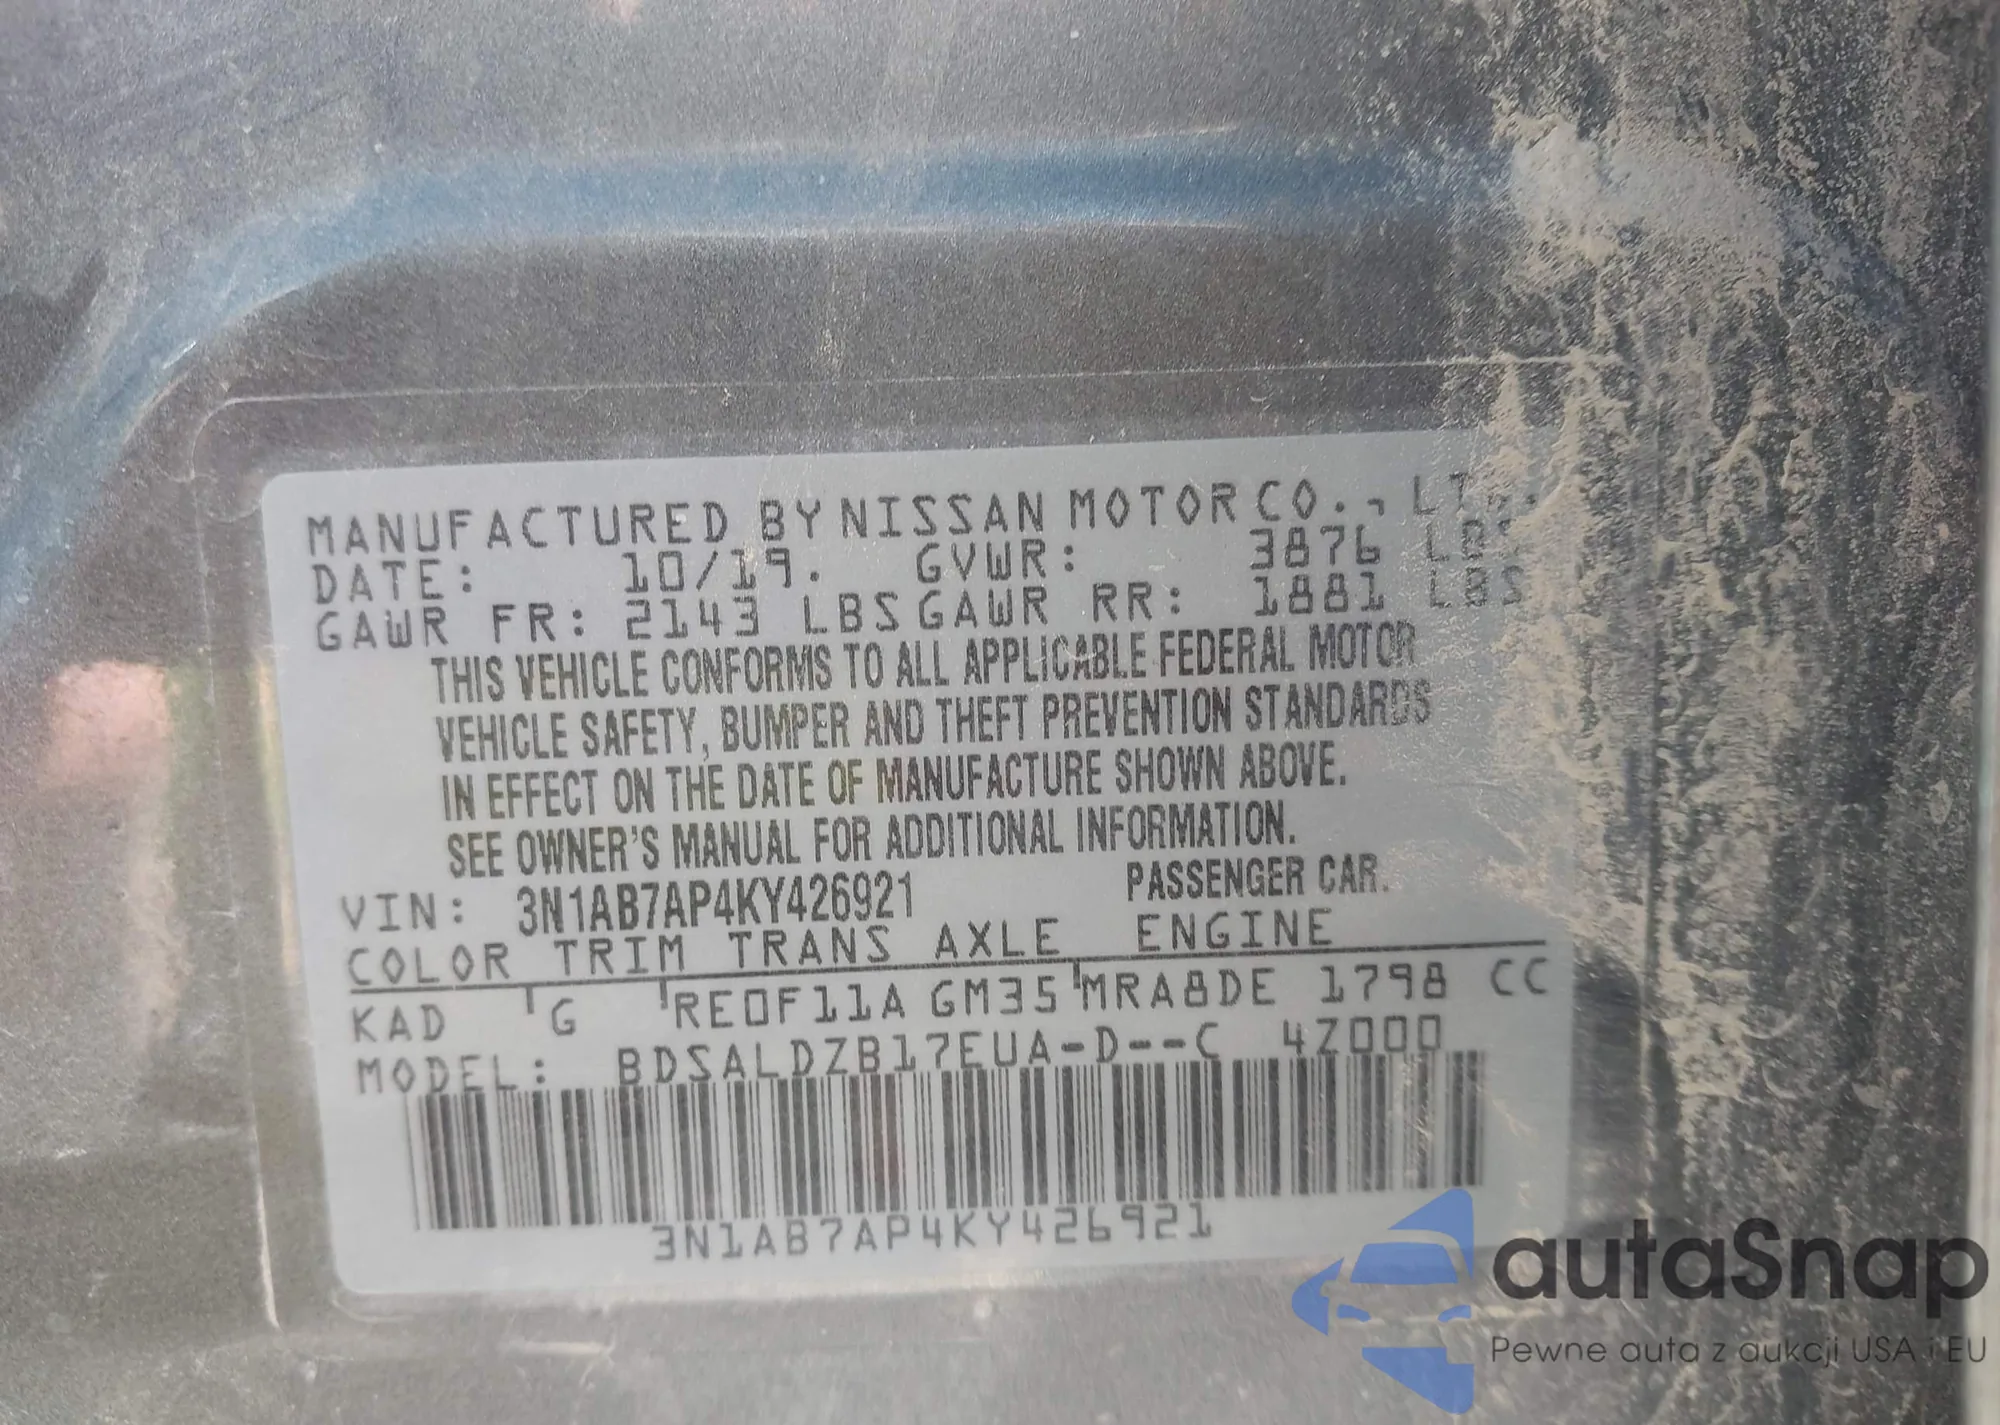 MANUFACTURED BY NISSAN MOTOR CO., LTD.
DATE: 10/19. GVWR: 3876 LBS
GAWR FR: 2143 LBS GAWR RR: 1881 LBS
THIS VEHICLE CONFORMS TO ALL APPLICABLE FEDERAL MOTOR
VEHICLE SAFETY, BUMPER AND THEFT PREVENTION STANDARDS
IN EFFECT ON THE DATE OF MANUFACTURE SHOWN ABOVE.
SEE OWNER'S MANUAL FOR ADDITIONAL INFORMATION.
VIN: 3N1AB7AP4KY426921 PASSENGER CAR.
COLOR TRIM TRANS AXLE ENGINE
KAD G RE0F11A GM35 MRA8DE 1798 CC
MODEL: BDSALDZB17EUA-D--C 4Z000
3N1AB7AP4KY426921
autaSnap
Pewne auta z aukcji USA i EU